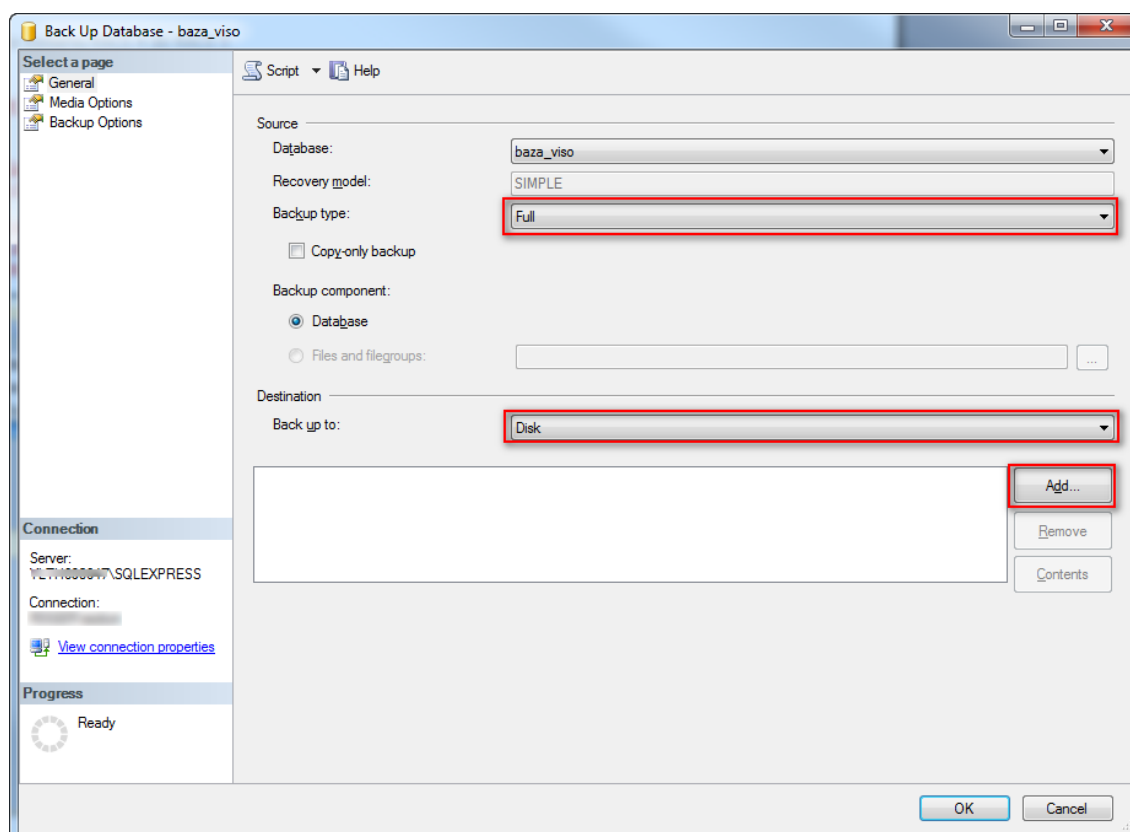 Back Up Database - baza_viso
Select a page
General
Media Options
Backup Options
Script
Help
Source
Database:
baza_viso
Recovery model:
SIMPLE
Backup type:
Full
Copy-only backup
Backup component:
Database
Files and filegroups:
...
Destination
Back up to:
Disk
Add...
Remove
Contents
Connection
Server:
\SQLEXPRESS
Connection:
View connection properties
Progress
Ready
OK
Cancel